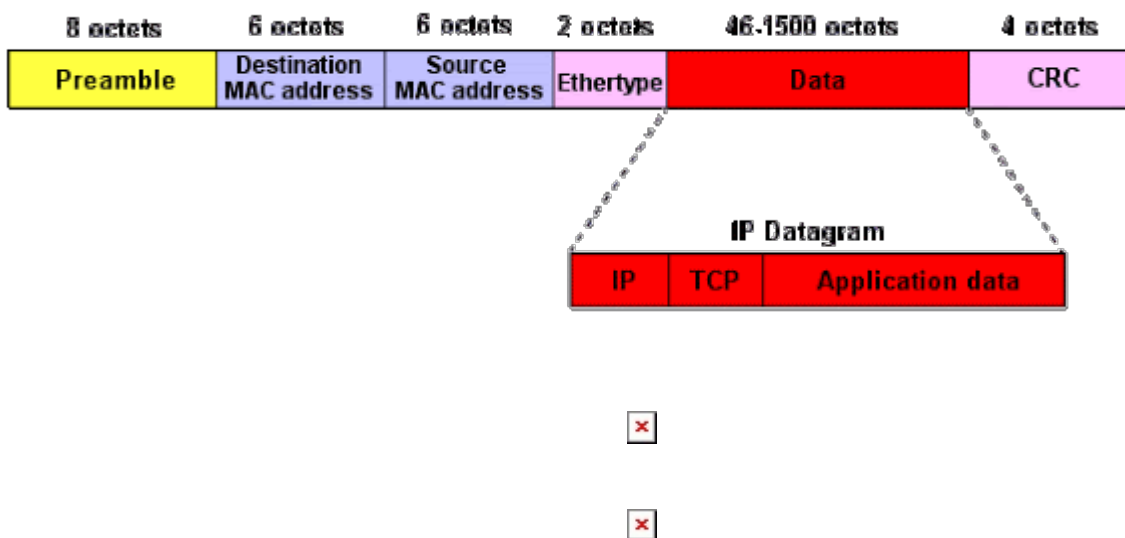 8 octets 6 octets 6 octets 2 octets 46-1500 octets 4 octets
Preamble Destination MAC address Source MAC address Ethertype Data CRC
IP Datagram
IP TCP Application data